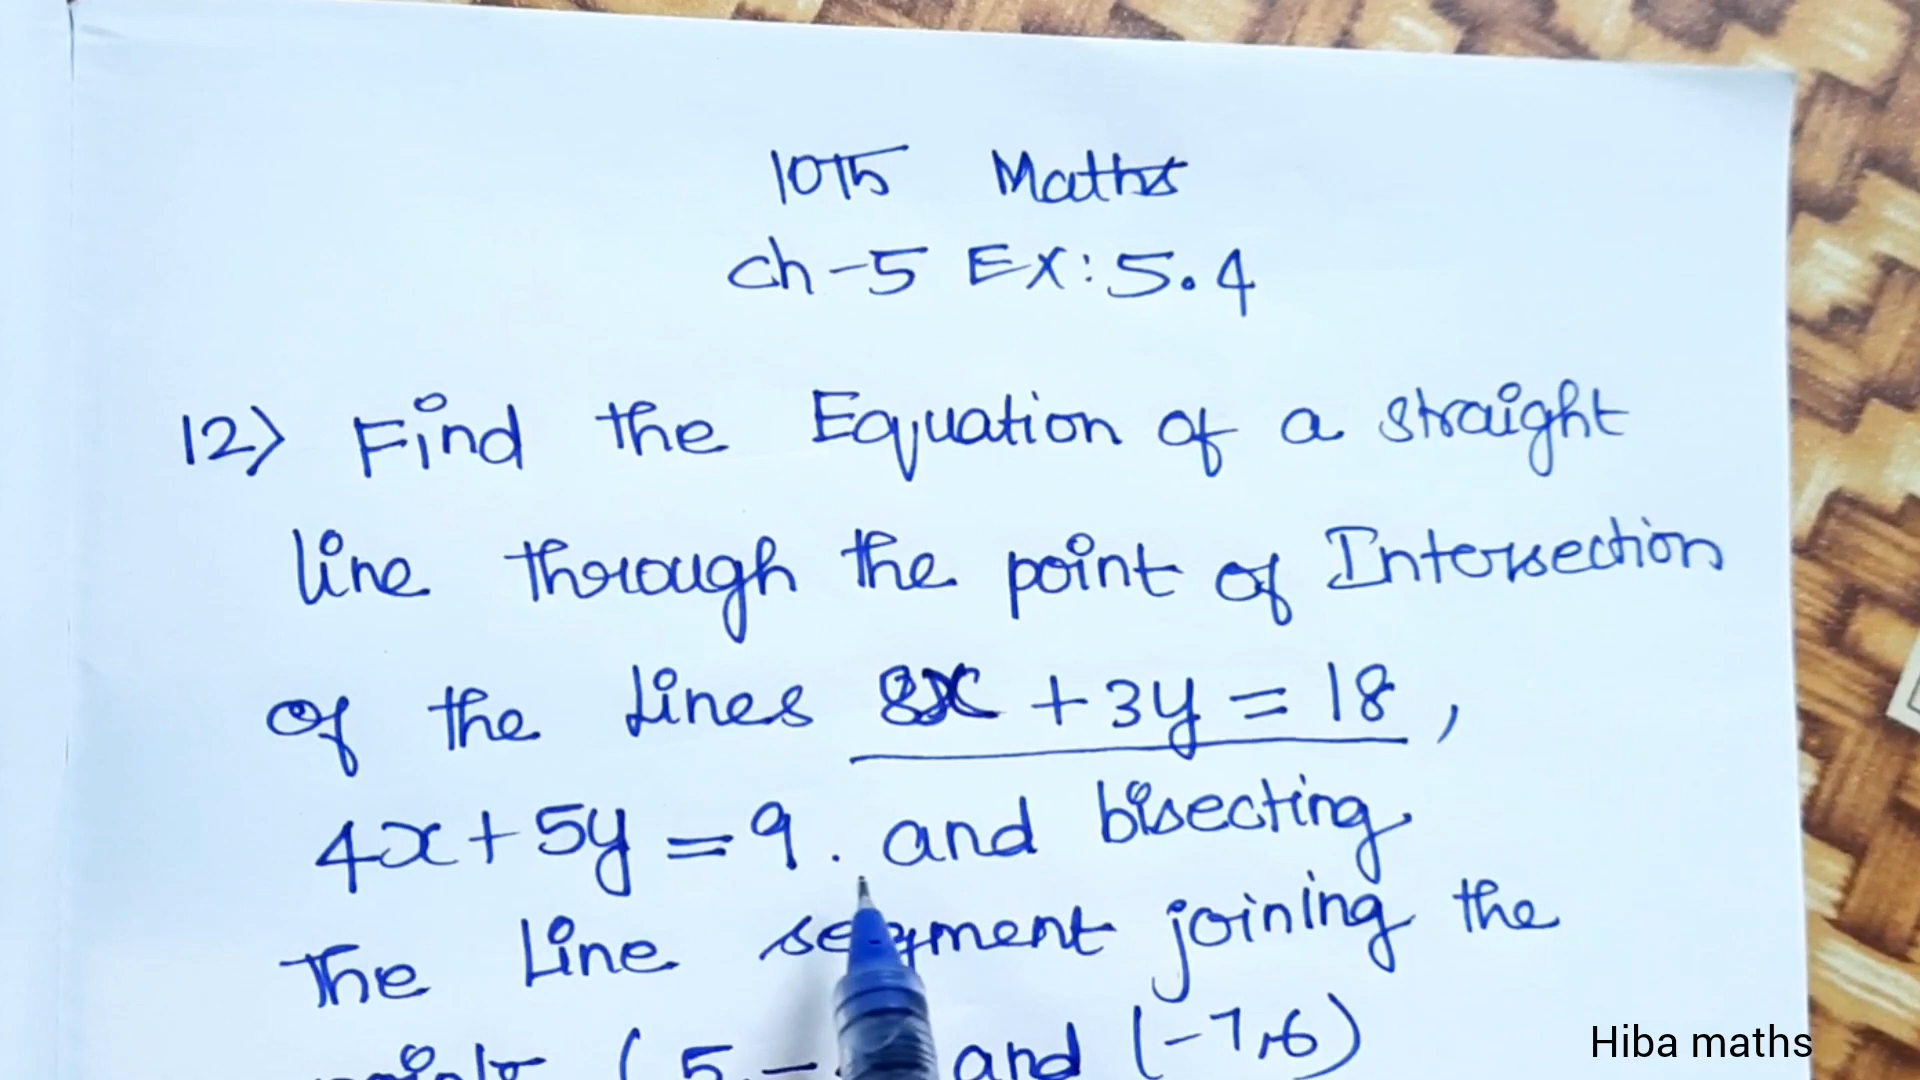 10th Maths
Ch-5 Ex: 5.4
12) Find the Equation of a straight
line through the point of Intersection
of the lines 8x + 3y = 18,
4x + 5y = 9. and bisecting
The Line segment joining the
(5, - and (-7,6)
Hiba maths